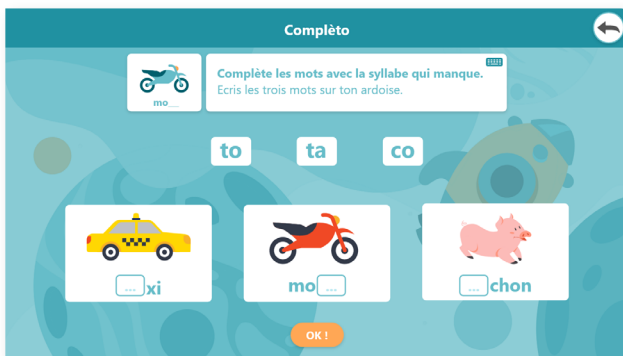 Complèto
Complète les mots avec la syllabe qui manque.
Ecris les trois mots sur ton ardoise.
mo__
to ta co
...xi mo... ...chon
OK !